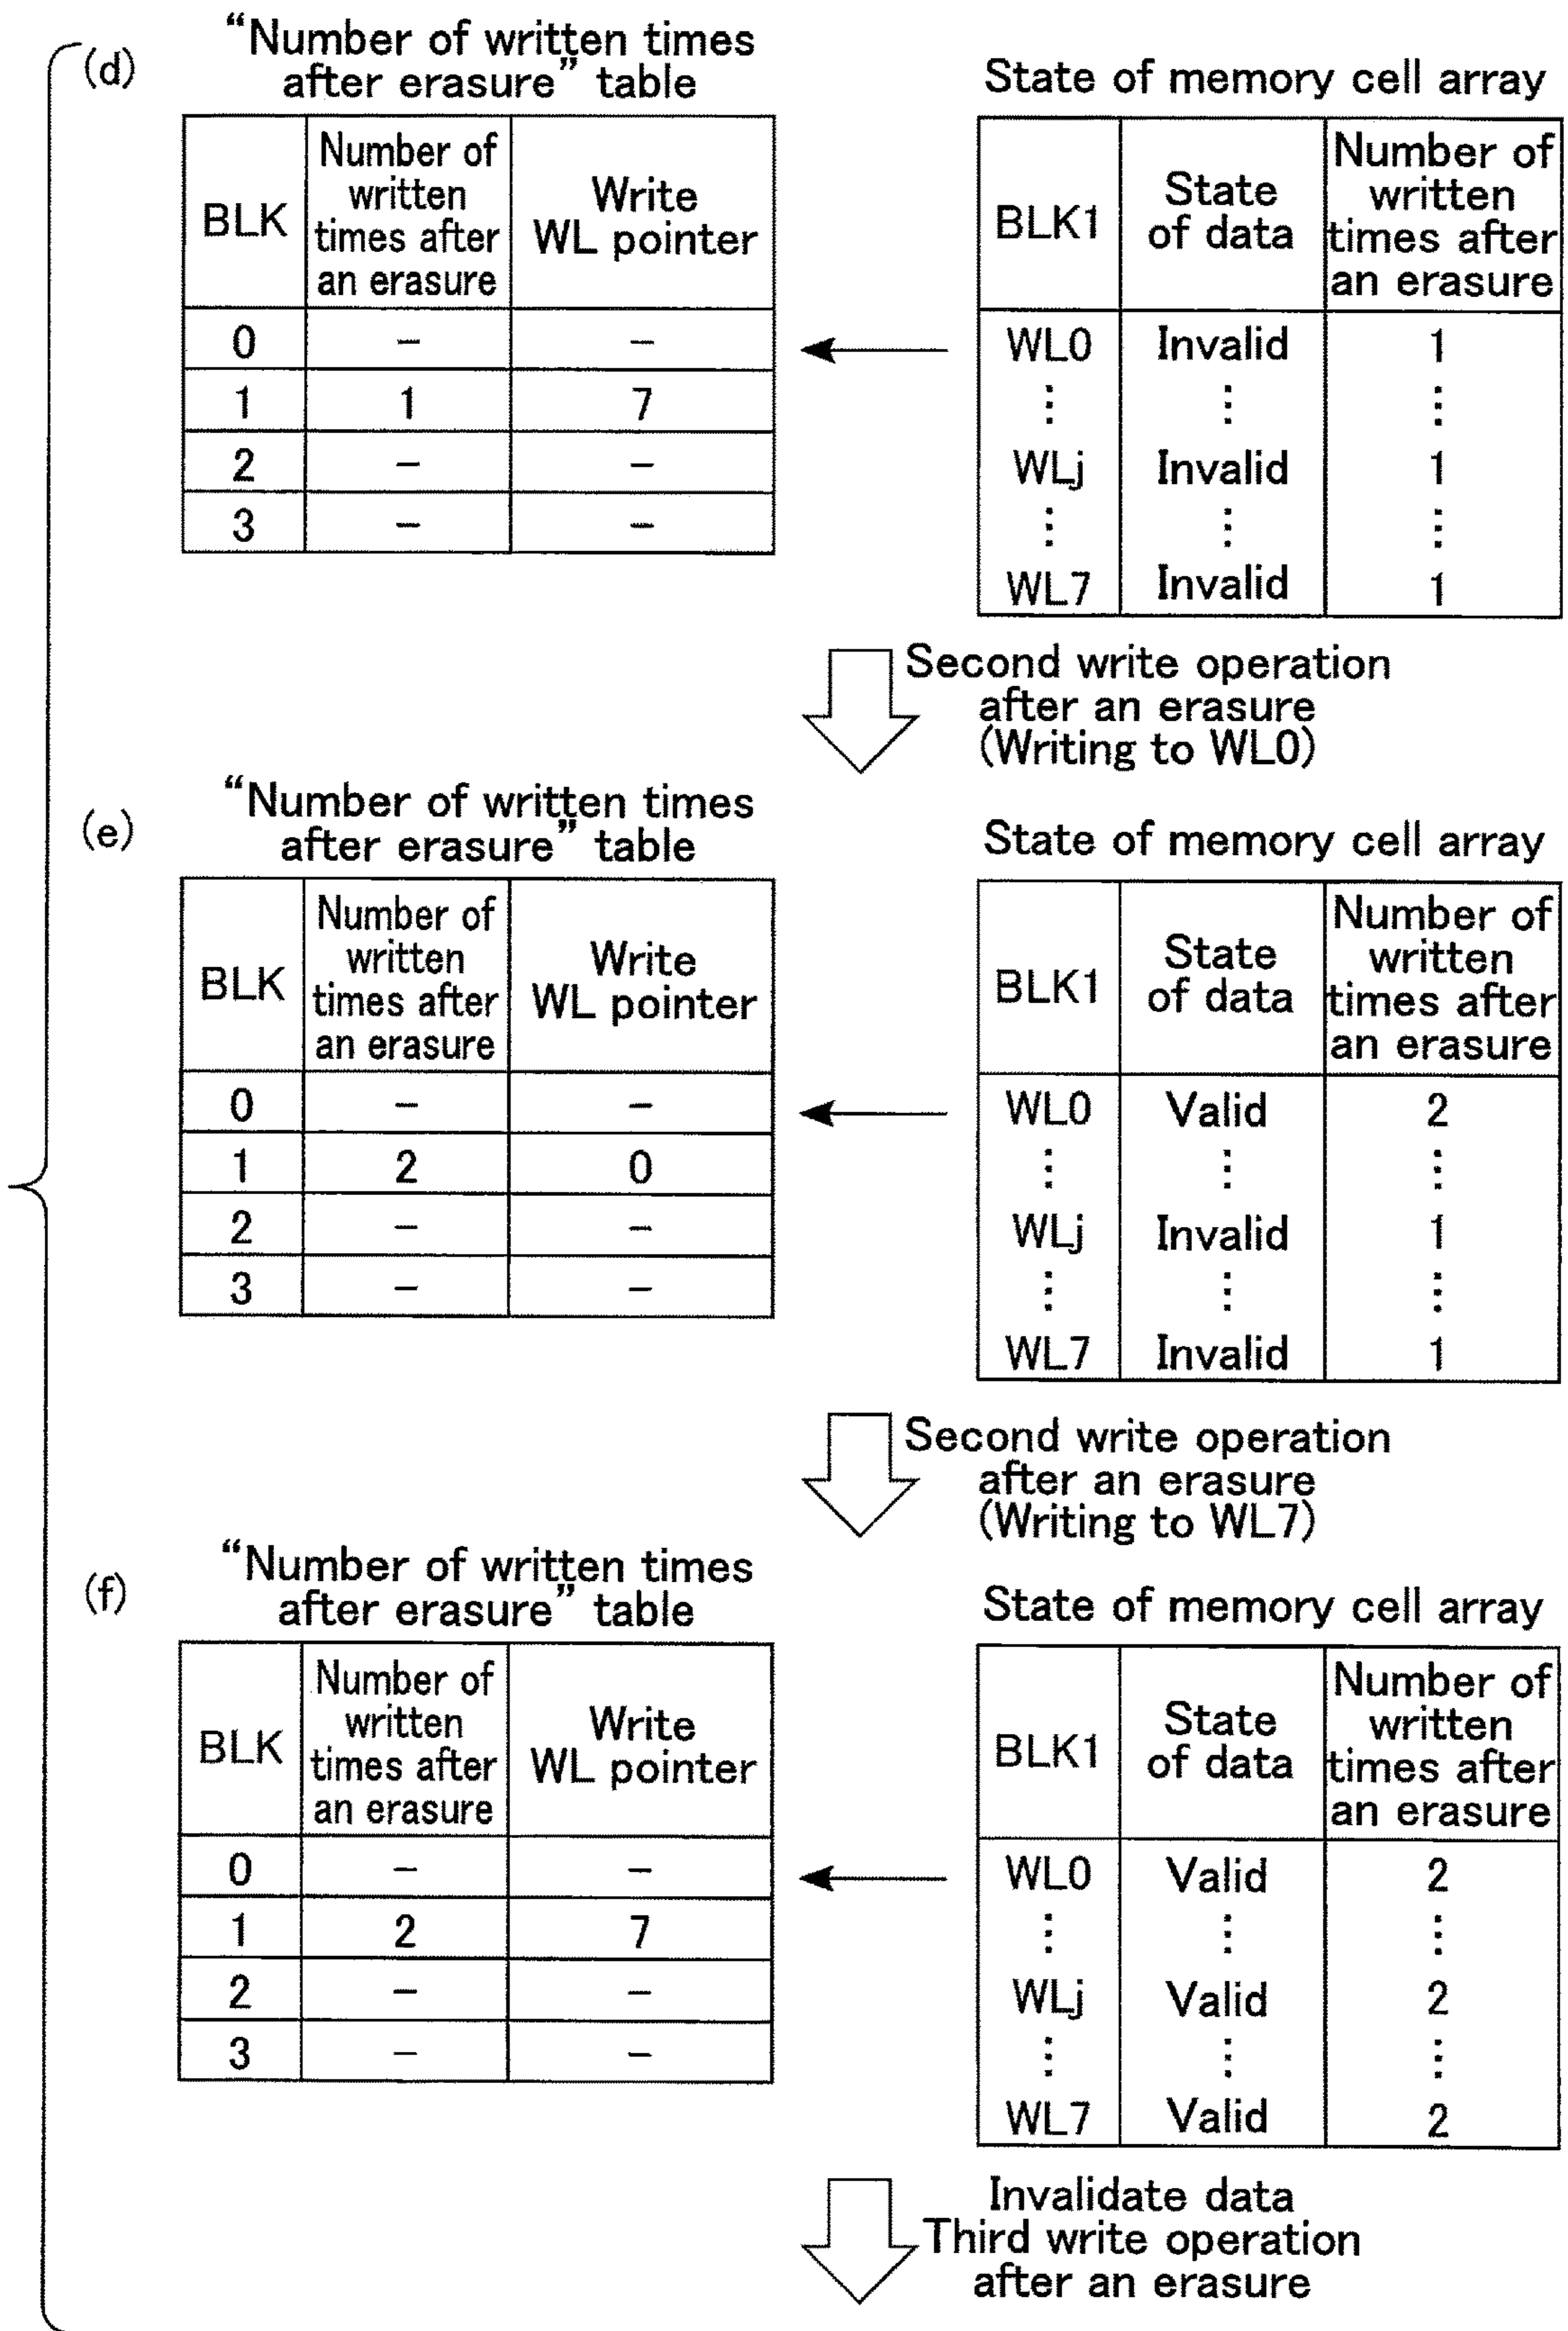 (d)
“Number of written times
after erasure” table
BLK
Number of
written
times after
an erasure
Write
WL pointer
0 − −
1 1 7
2 − −
3 − −
State of memory cell array
BLK1
State
of data
Number of
written
times after
an erasure
WL0 Invalid 1
⋮ ⋮ ⋮
WLj Invalid 1
⋮ ⋮ ⋮
WL7 Invalid 1
Second write operation
after an erasure
(Writing to WL0)
(e)
“Number of written times
after erasure” table
BLK
Number of
written
times after
an erasure
Write
WL pointer
0 − −
1 2 0
2 − −
3 − −
State of memory cell array
BLK1
State
of data
Number of
written
times after
an erasure
WL0 Valid 2
⋮ ⋮ ⋮
WLj Invalid 1
⋮ ⋮ ⋮
WL7 Invalid 1
Second write operation
after an erasure
(Writing to WL7)
(f)
“Number of written times
after erasure” table
BLK
Number of
written
times after
an erasure
Write
WL pointer
0 − −
1 2 7
2 − −
3 − −
State of memory cell array
BLK1
State
of data
Number of
written
times after
an erasure
WL0 Valid 2
⋮ ⋮ ⋮
WLj Valid 2
⋮ ⋮ ⋮
WL7 Valid 2
Invalidate data
Third write operation
after an erasure